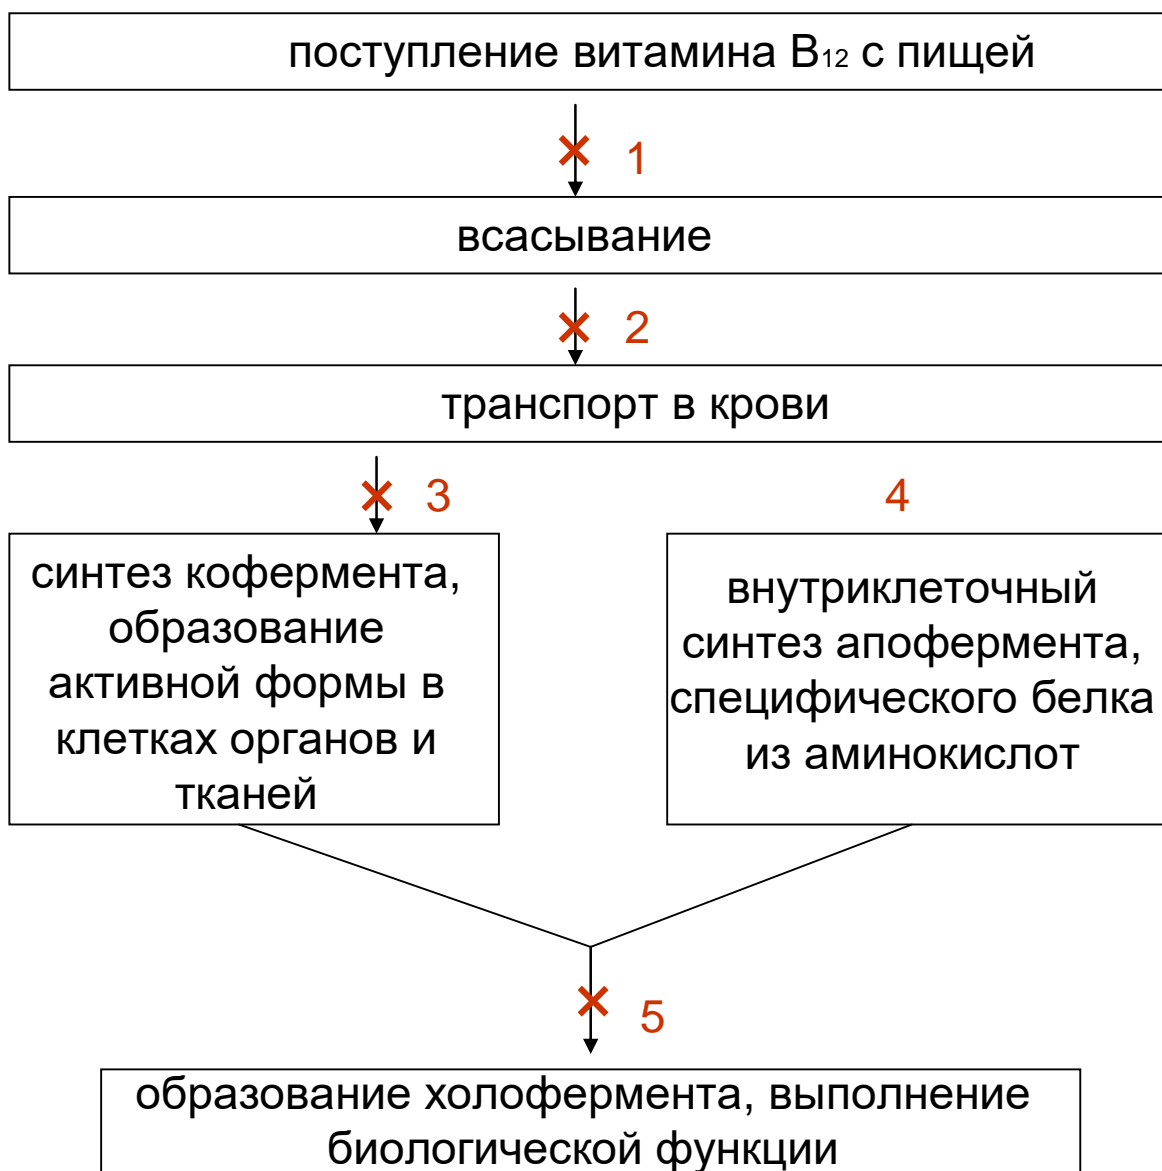 поступление витамина В₁₂ с пищей
1
всасывание
2
транспорт в крови
3
4
синтез кофермента,
образование
активной формы в
клетках органов и
тканей
внутриклеточный
синтез апофермента,
специфического белка
из аминокислот
5
образование холофермента, выполнение
биологической функции